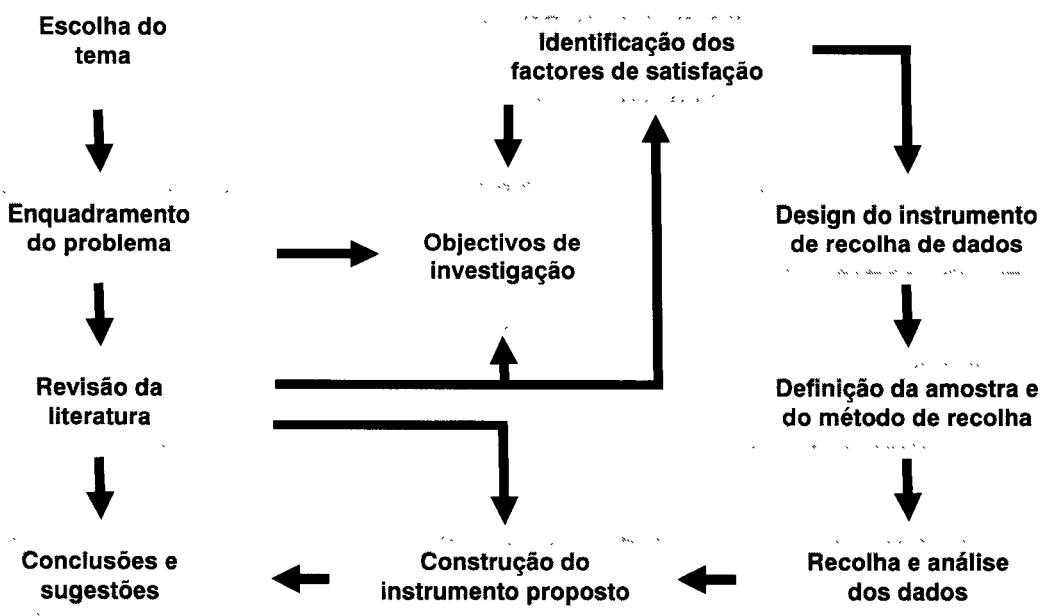 Escolha do
tema
Identificação dos
factores de satisfação
Enquadramento
do problema
Objectivos de
investigação
Design do instrumento
de recolha de dados
Revisão da
literatura
Definição da amostra e
do método de recolha
Conclusões e
sugestões
Construção do
instrumento proposto
Recolha e análise
dos dados